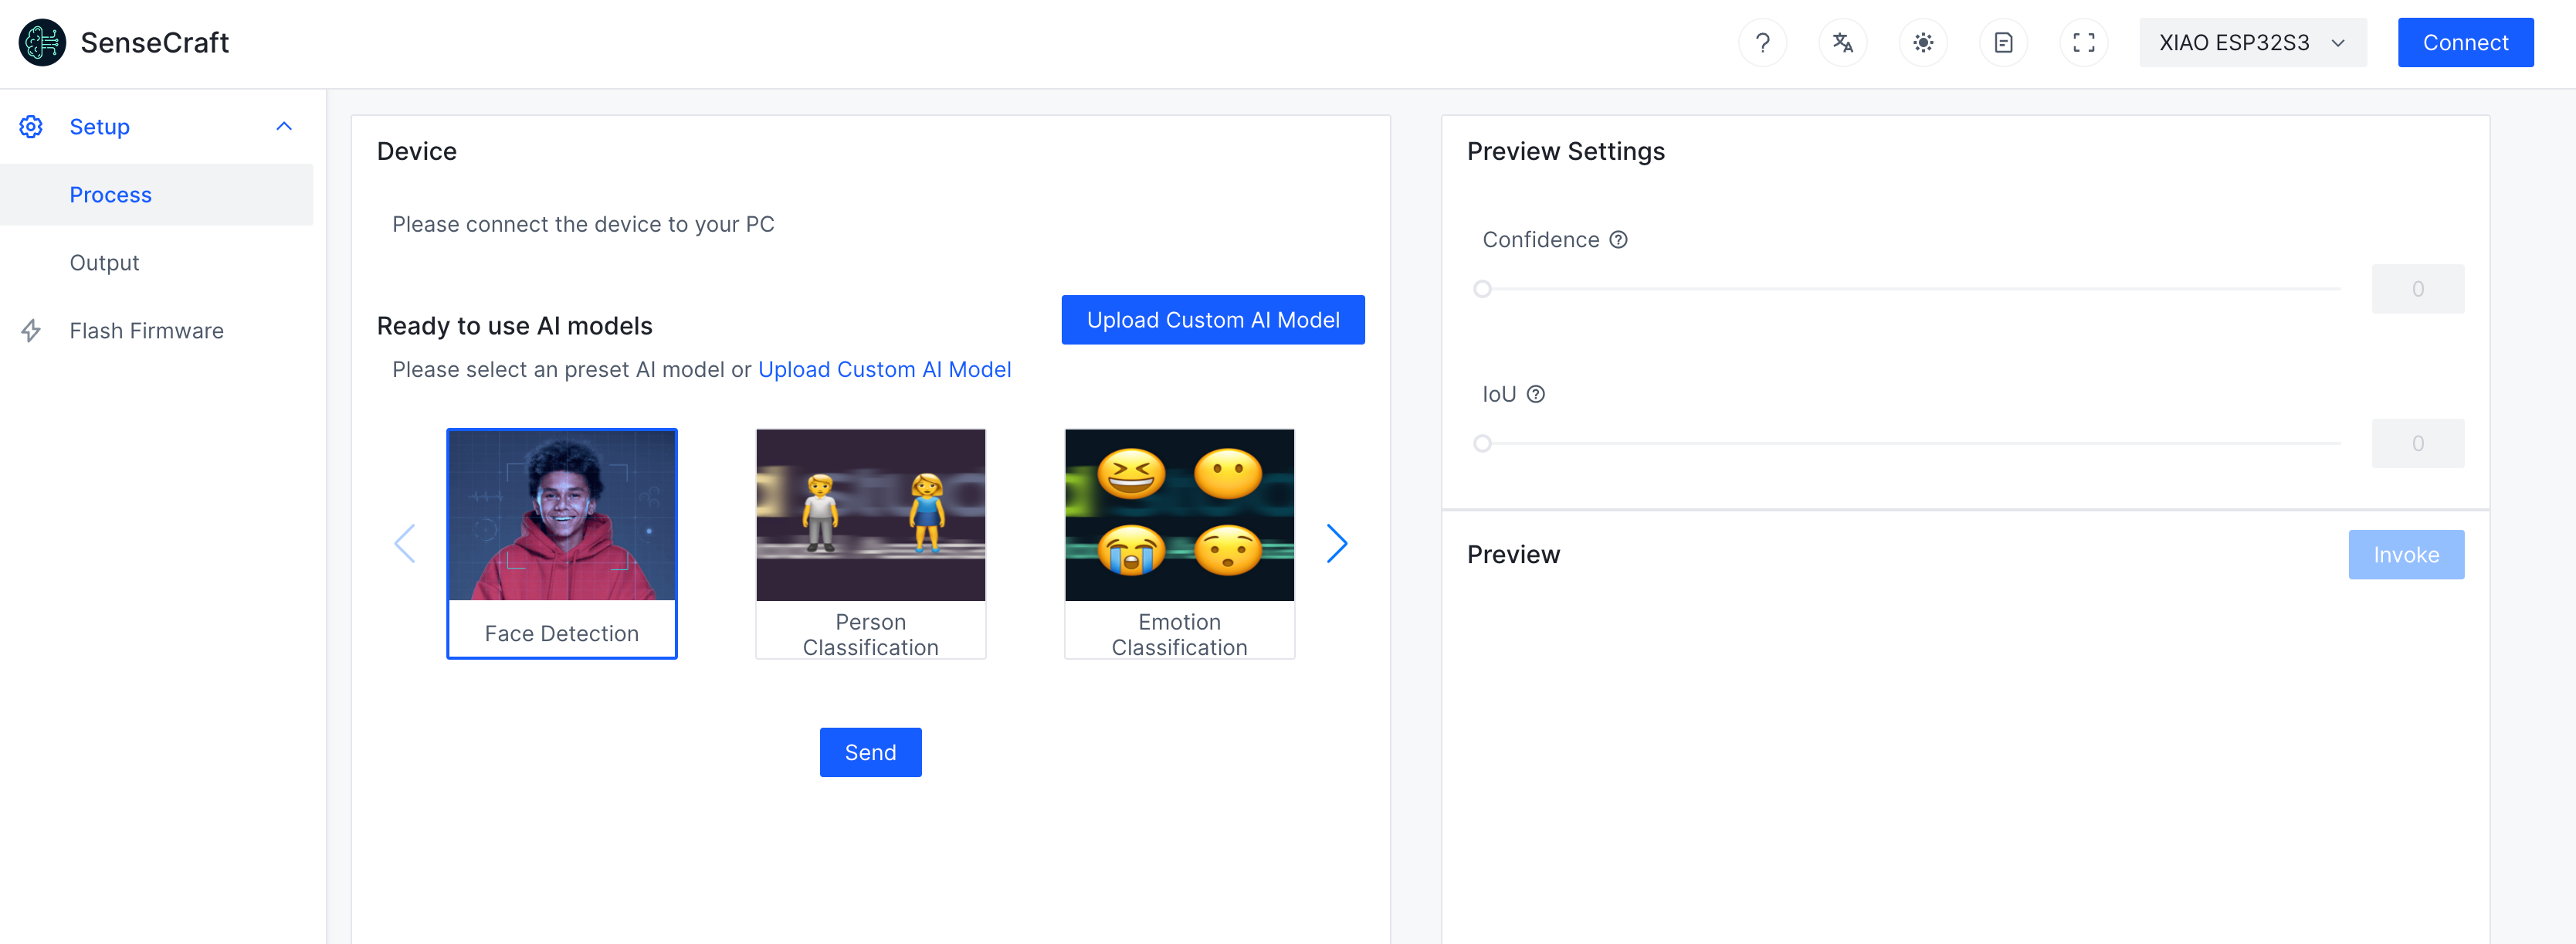 SenseCraft
XIAO ESP32S3
Connect
Setup
Process
Output
Flash Firmware
Device
Please connect the device to your PC
Ready to use AI models
Upload Custom AI Model
Please select an preset AI model or Upload Custom AI Model
Face Detection
Person
Classification
Emotion
Classification
Send
Preview Settings
Confidence
0
IoU
0
Preview
Invoke